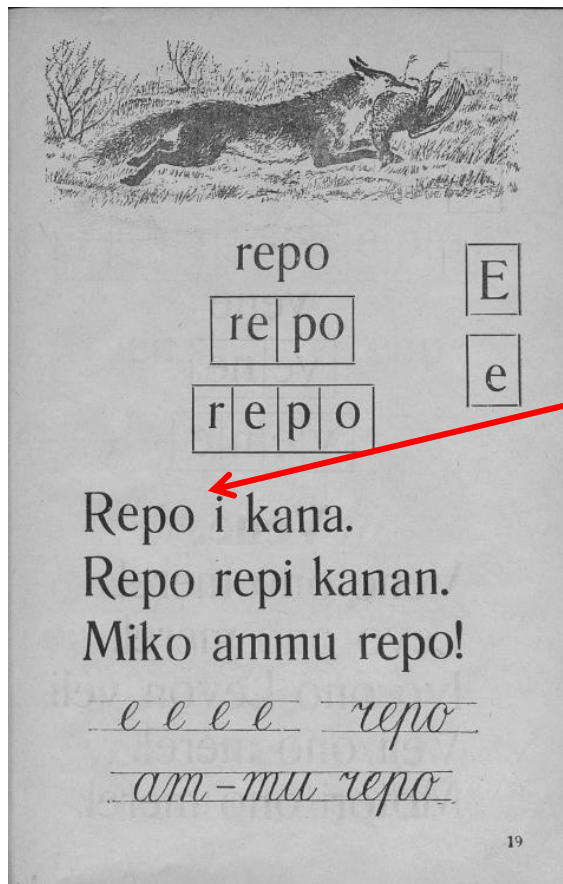 repo
E
re po
e
r e p o
Repo i kana.
Repo repi kanan.
Miko ammu repo!
e e e e repo
am-mu repo
19